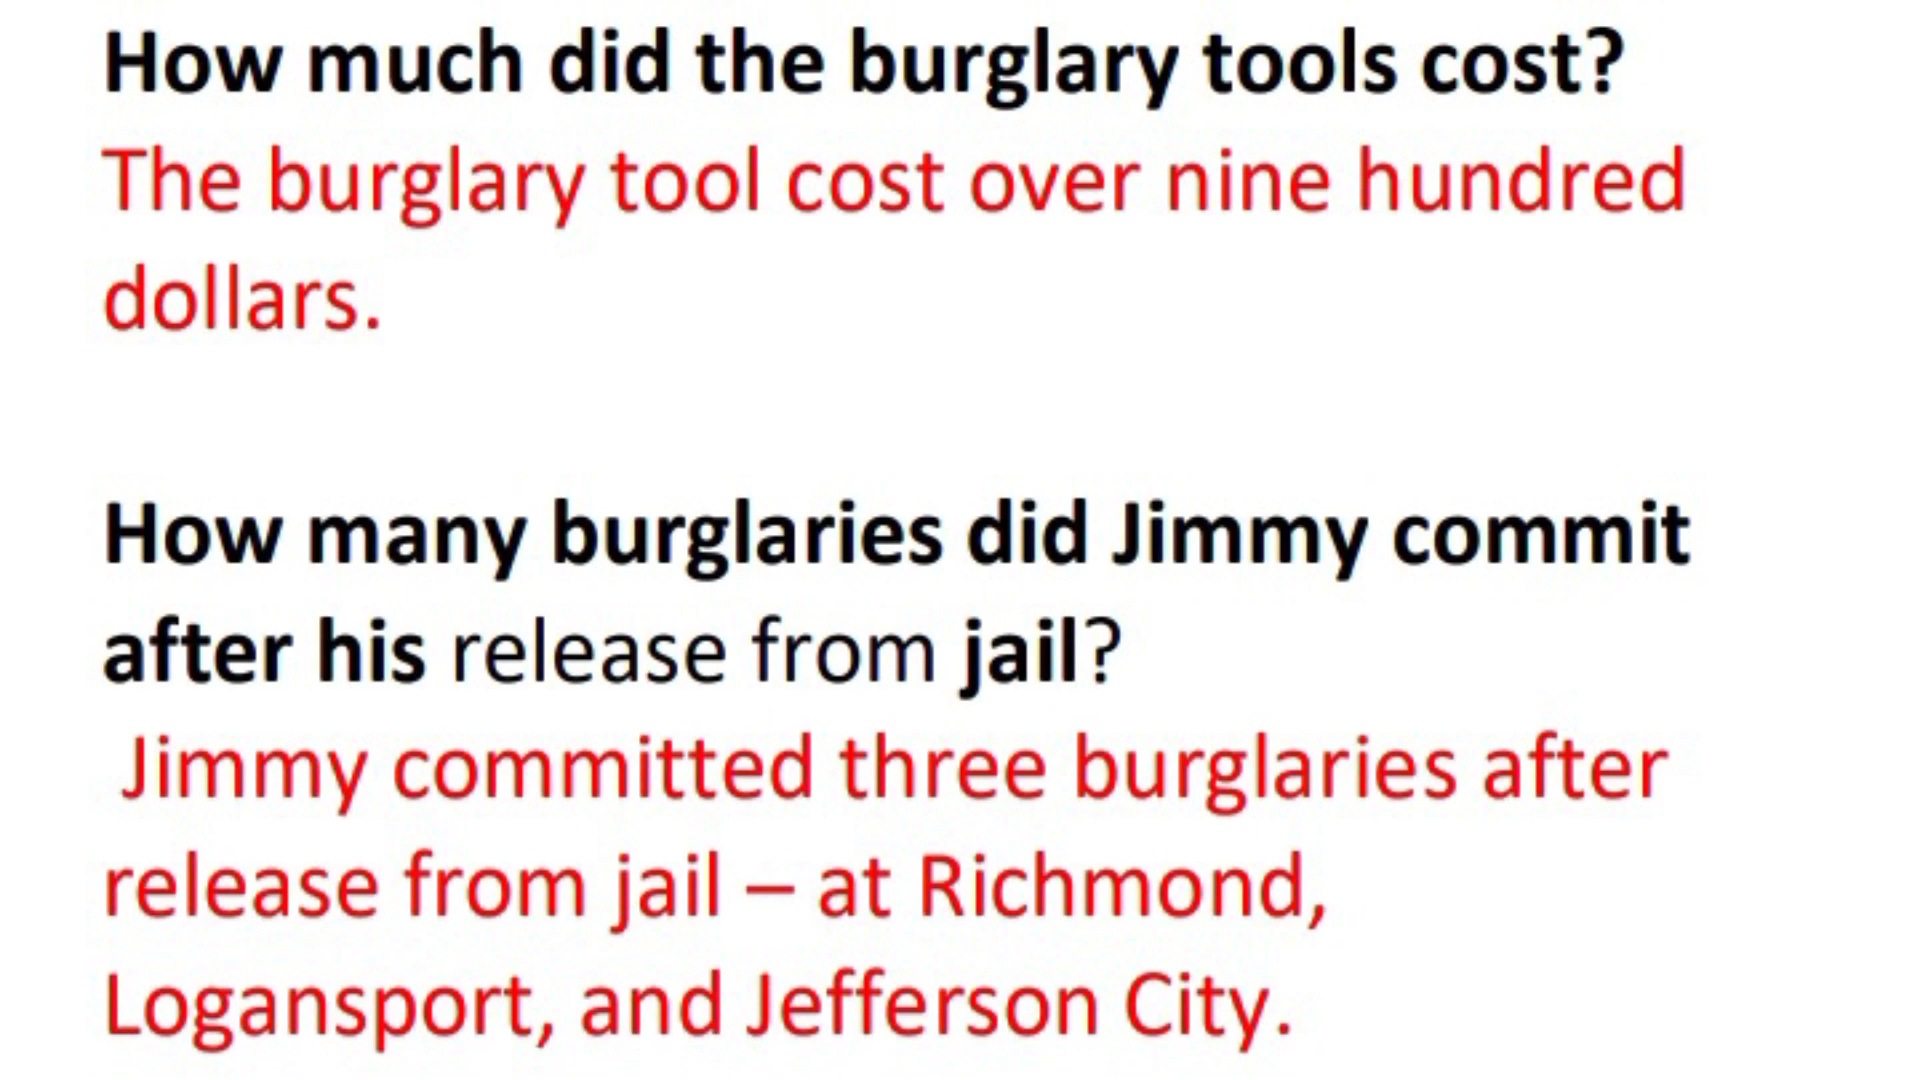 How much did the burglary tools cost?
The burglary tool cost over nine hundred
dollars.
How many burglaries did Jimmy commit
after his release from jail?
Jimmy committed three burglaries after
release from jail – at Richmond,
Logansport, and Jefferson City.